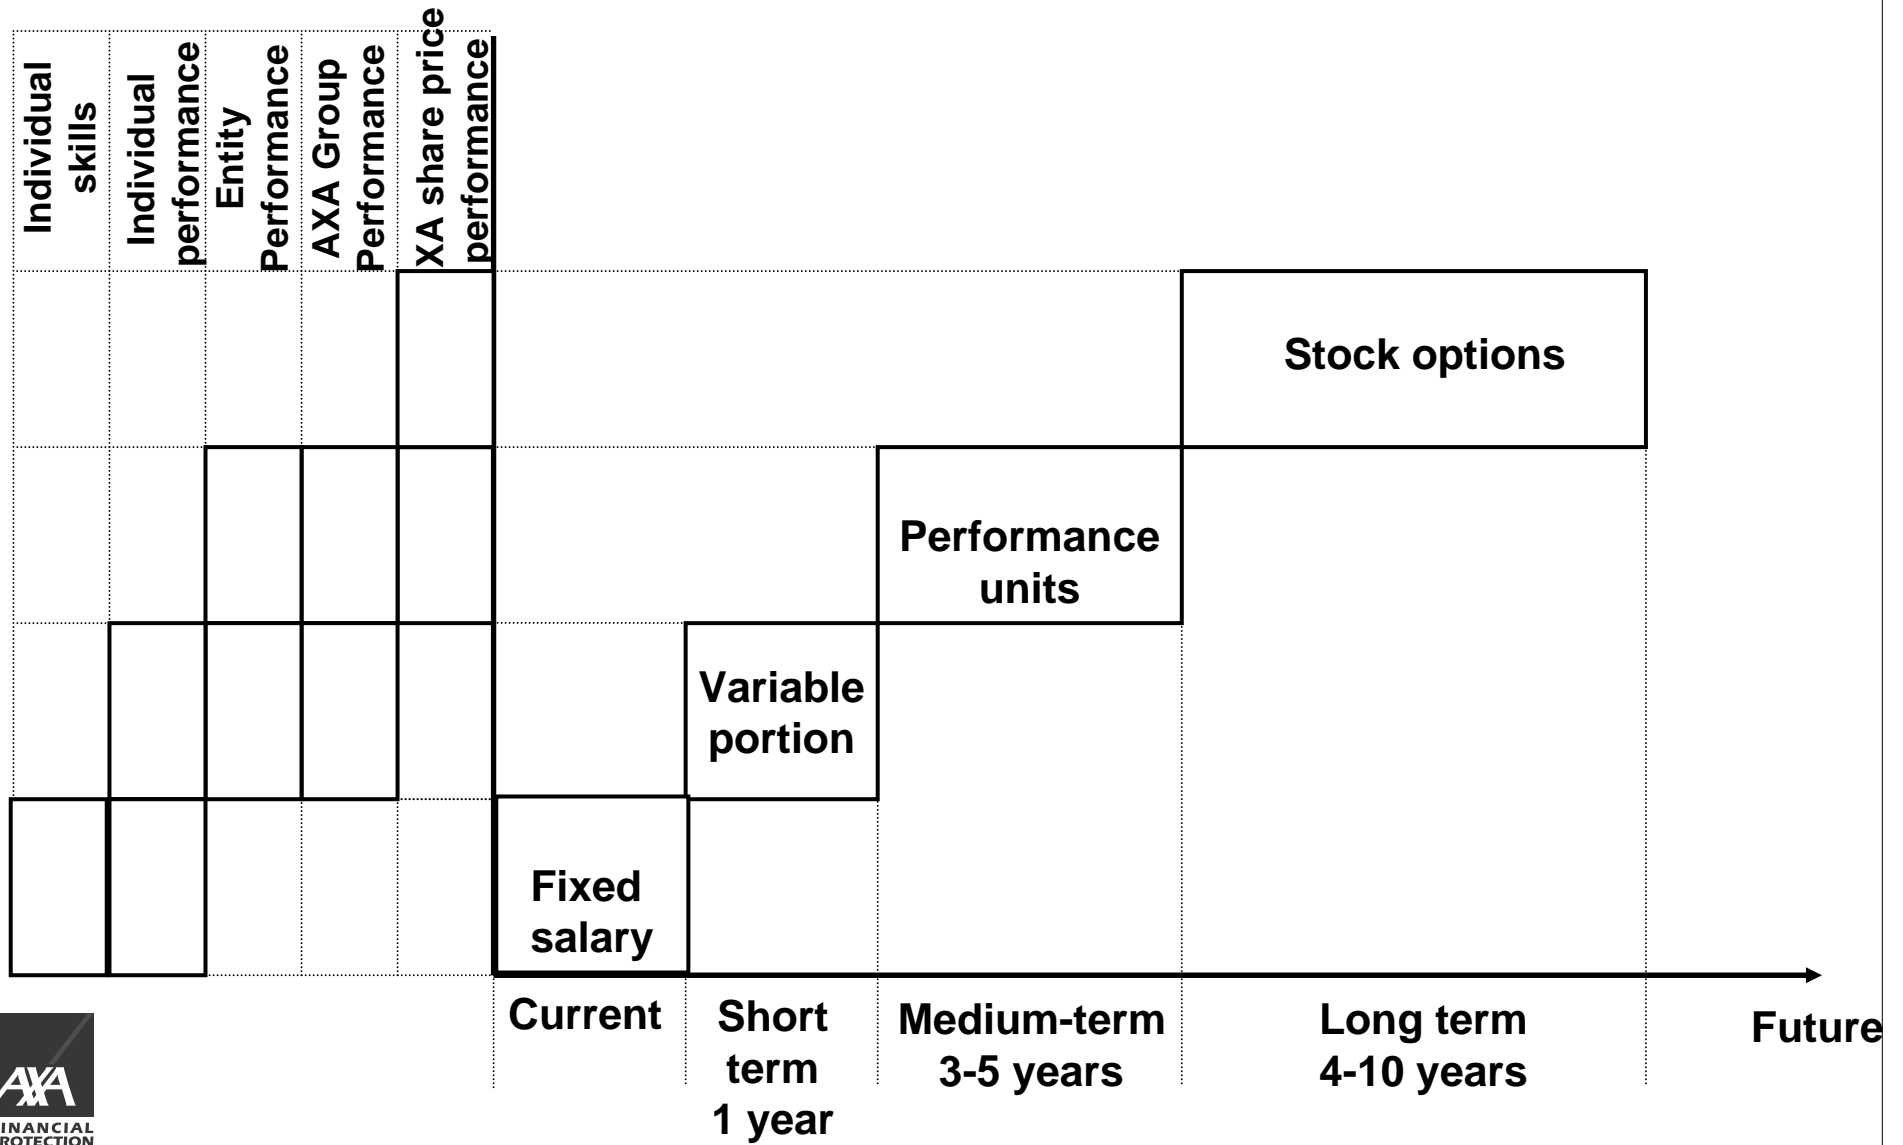 Individual
skills
Individual
performance
Entity
Performance
AXA Group
Performance
XA share price
performance
Stock options
Performance
units
Variable
portion
Fixed
salary
Current
Short
term
1 year
Medium-term
3-5 years
Long term
4-10 years
Future
AXA
INANCIAL
ROTECTION